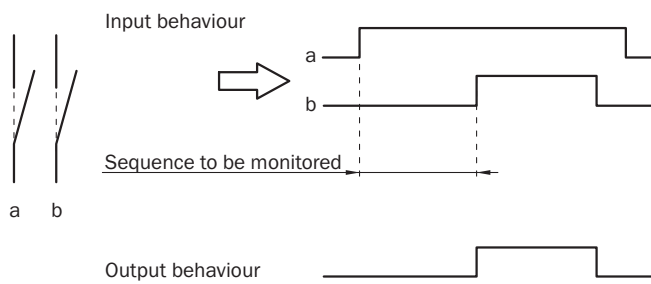 Input behaviour
a
b
Sequence to be monitored
a b
Output behaviour